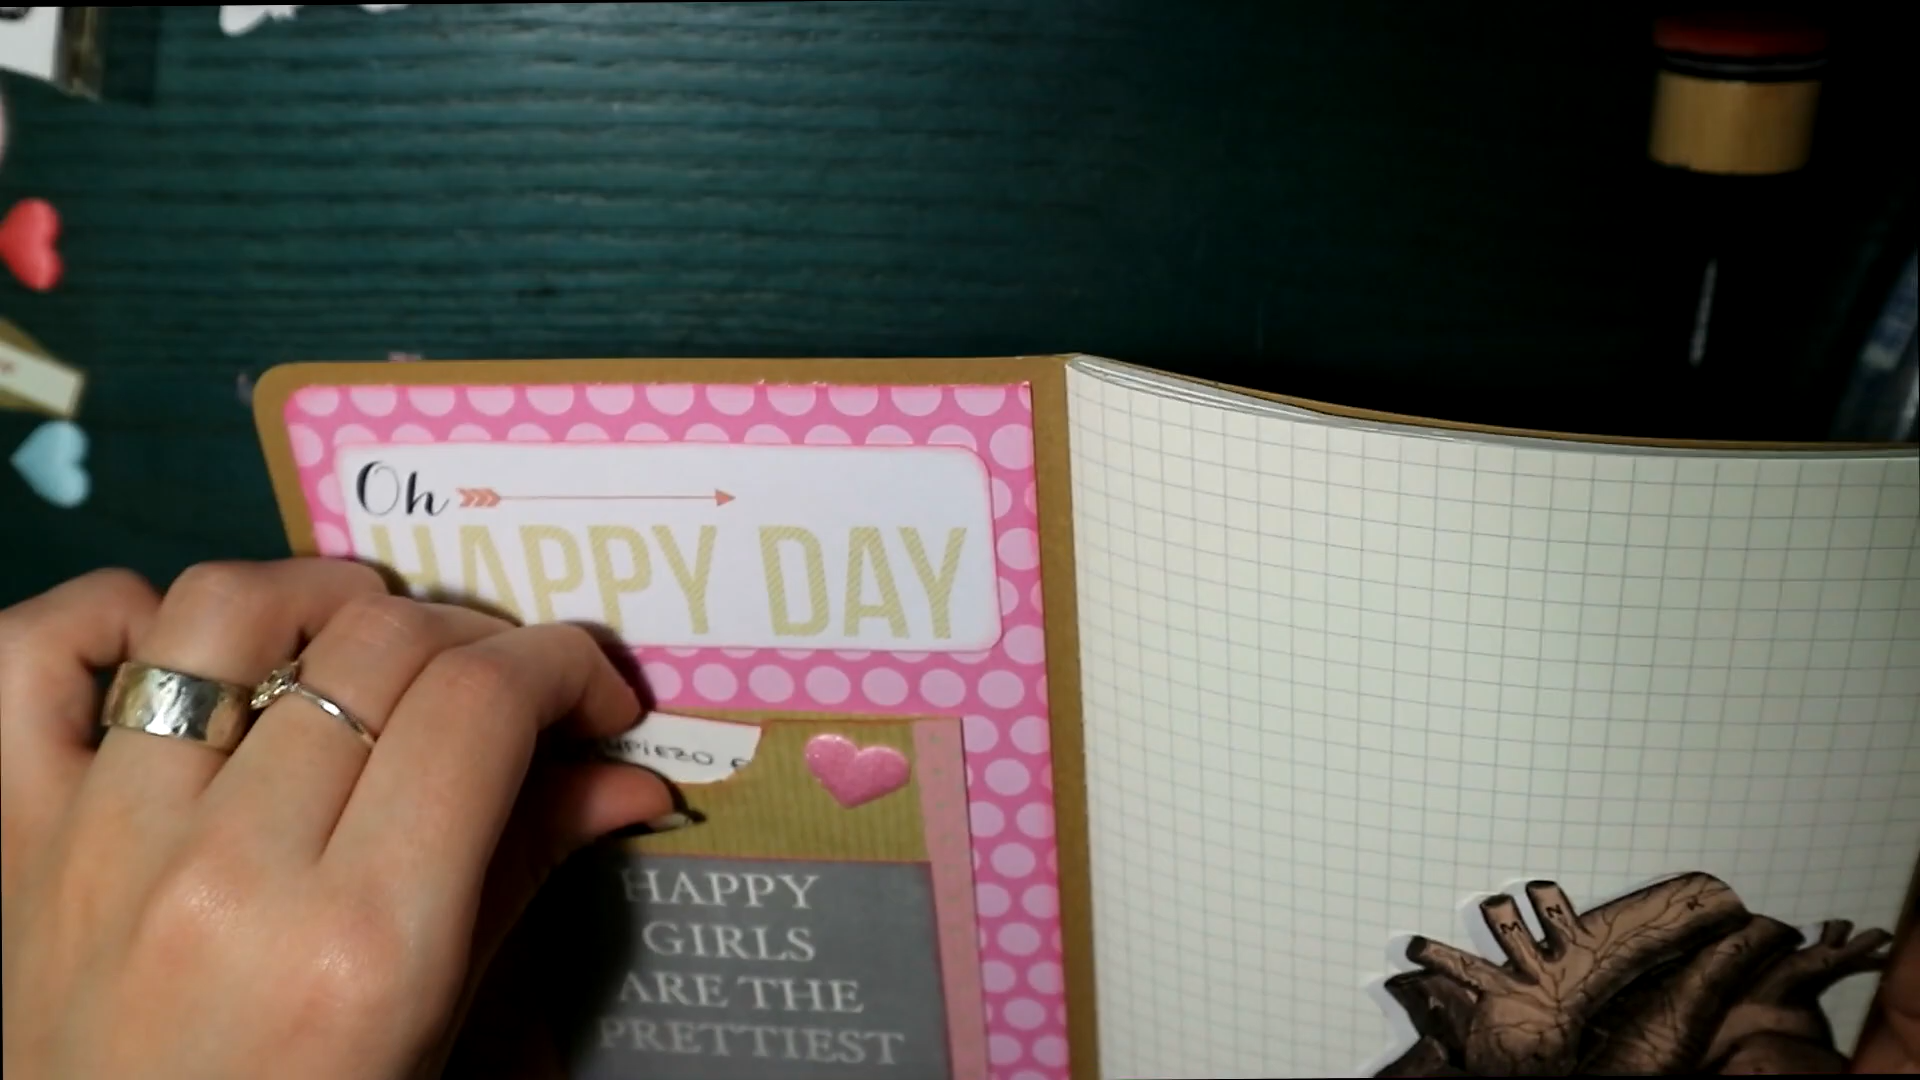 Oh
HAPPY DAY
HAPPY
GIRLS
ARE THE
PRETTIEST
M N R